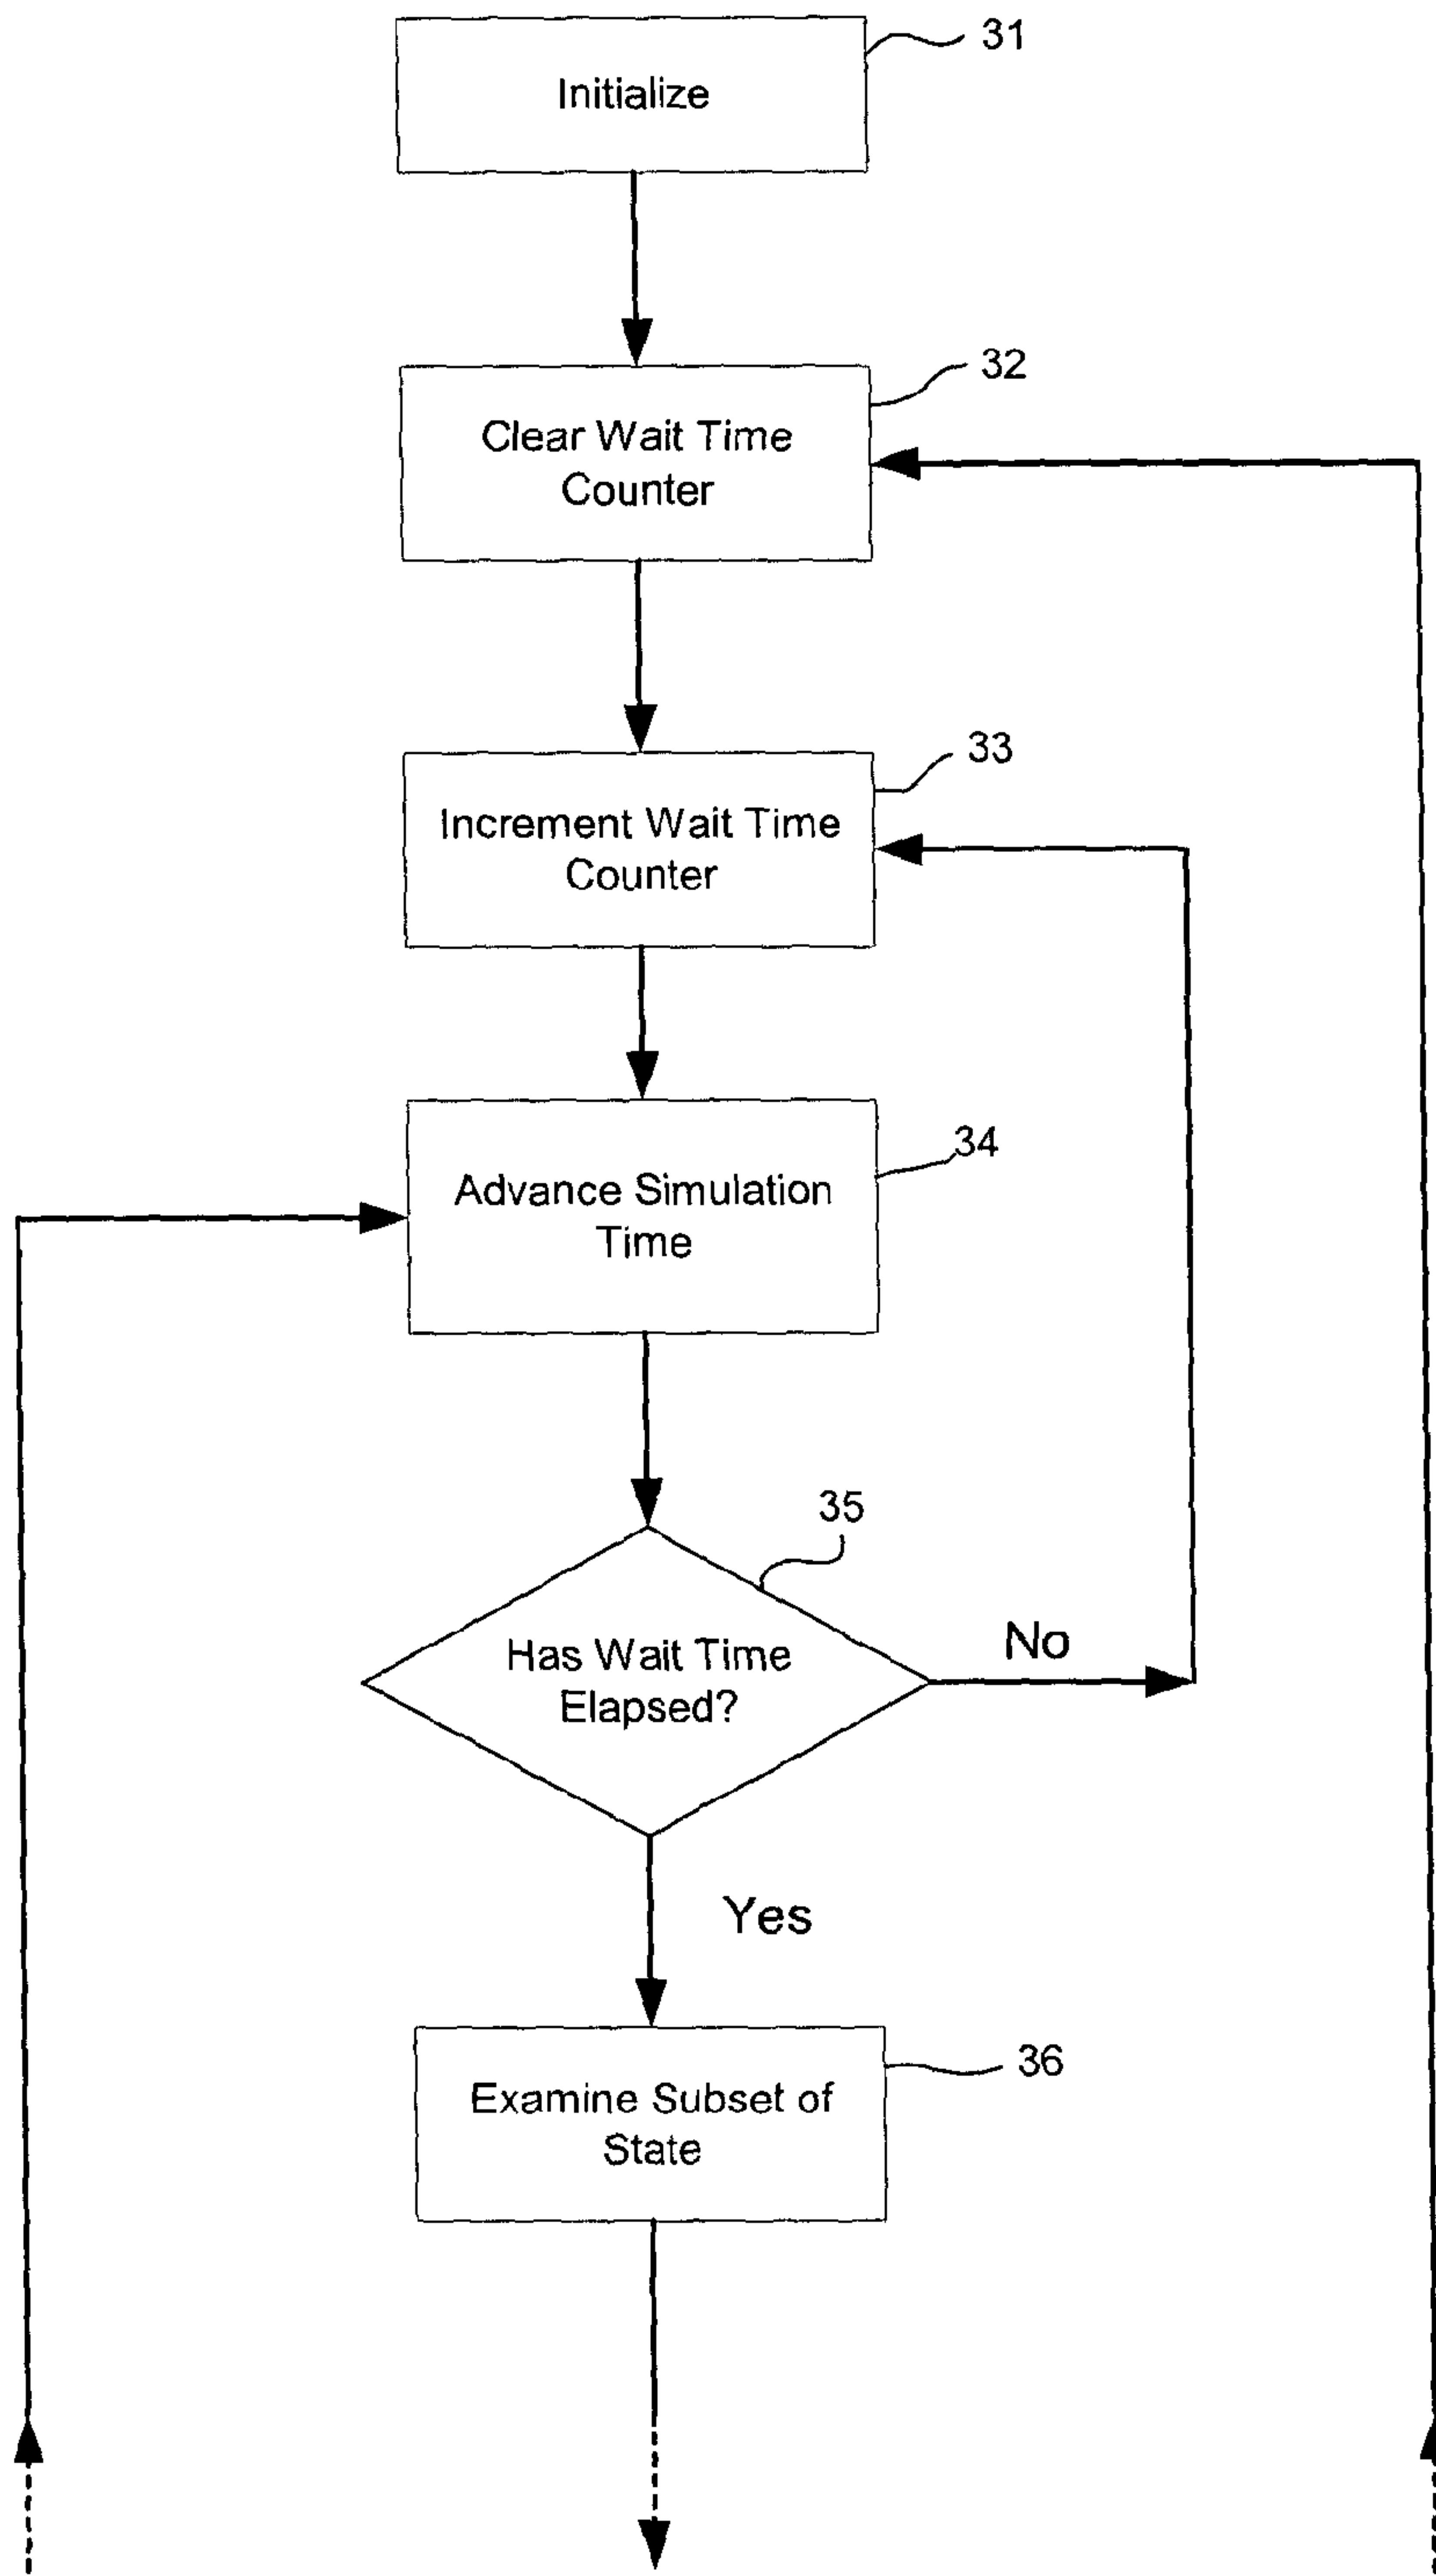 31
Initialize
32
Clear Wait Time
Counter
33
Increment Wait Time
Counter
34
Advance Simulation
Time
35
Has Wait Time
Elapsed?
No
Yes
36
Examine Subset of
State